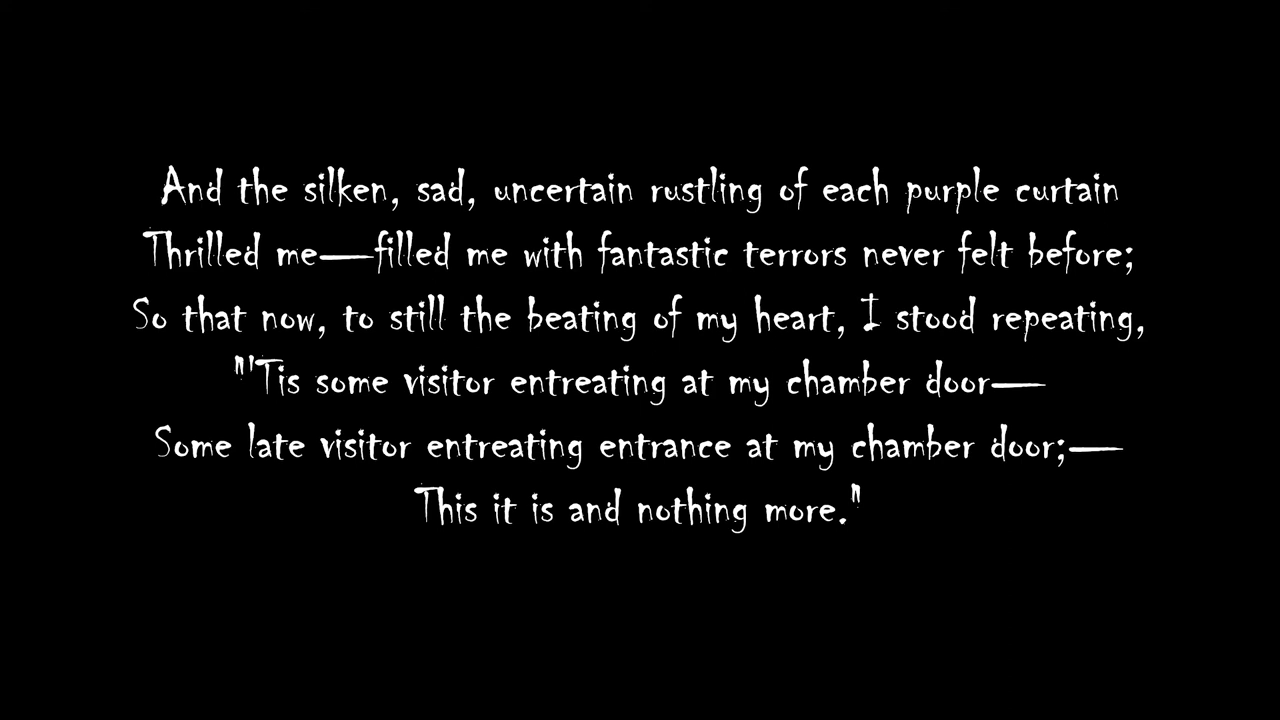 And the silken, sad, uncertain rustling of each purple curtain
Thrilled me—filled me with fantastic terrors never felt before;
So that now, to still the beating of my heart, I stood repeating,
"'Tis some visitor entreating at my chamber door—
Some late visitor entreating entrance at my chamber door;—
This it is and nothing more."